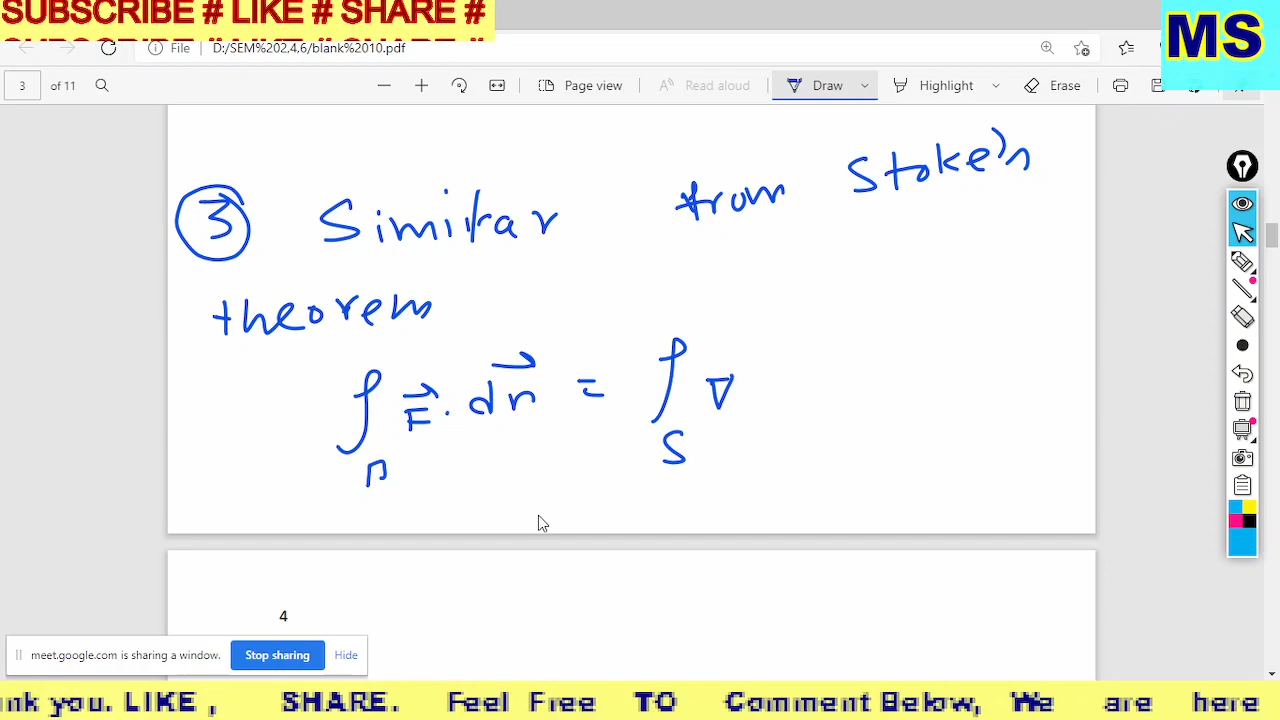 SUBSCRIBE # LIKE # SHARE #
MS
File D:/SEM%202,4,6/blank%2010.pdf
3 of 11 Page view Read aloud Draw Highlight Erase
③ Similar from Stoke's
theorem
∫ F⃗. dr⃗ = ∫ ∇
Γ S
4
meet.google.com is sharing a window. Stop sharing Hide
nk you. LIKE , SHARE. Feel Free TO Comment Below, We are here